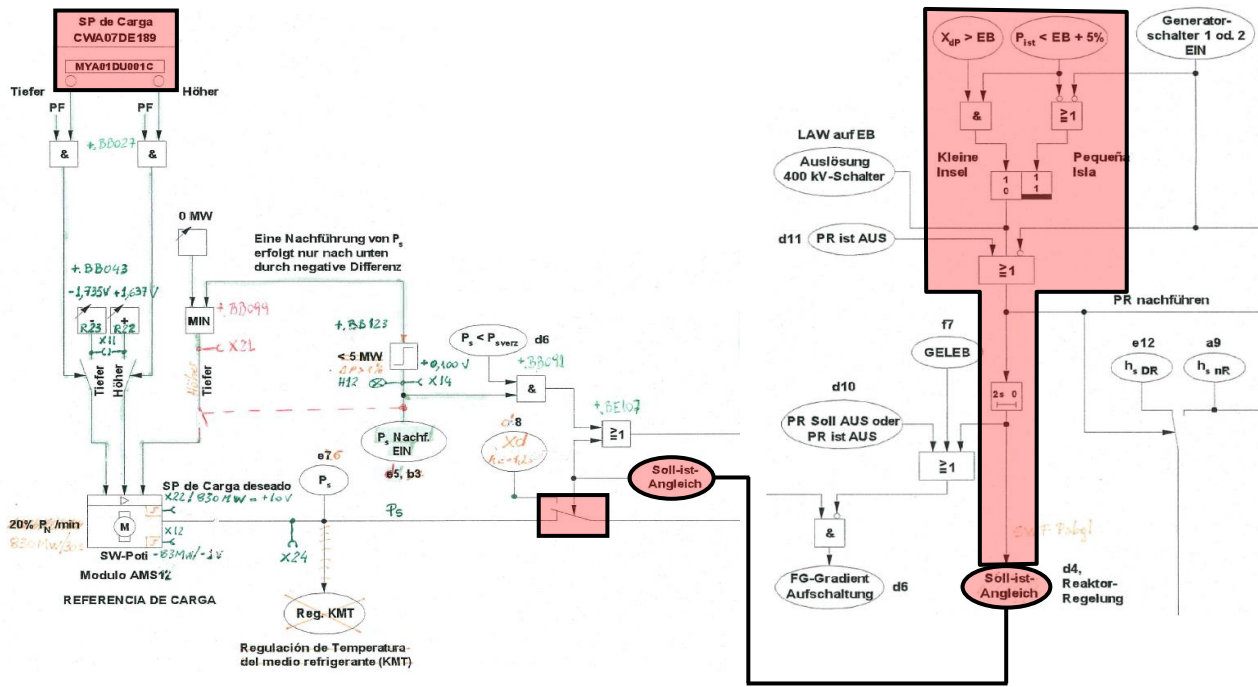 SP de Carga
CWA07DE189
MYA01DU001C
Tiefer
Höher
PF
PF
&
&
+.BB027
0 MW
Eine Nachführung von Ps
erfolgt nur nach unten
durch negative Differenz
+.BB043
-1,735V
+1,637V
-
+
R23
R22
X11
MIN
+.BB099
X21
Tiefer
Höher
Tiefer
+.BB123
< 5 MW
+0,100V
H12
X14
Ps < Psverz
d6
+.BB091
&
+.BE107
≥1
Ps Nachf.
EIN
e5, b3
Xd
Soll-ist-
Angleich
e7
Ps
SP de Carga deseado
X22/830MW=+10V
20% PN /min
M
X12
SW-Poti
-83MW/-1V
Modulo AMS12
REFERENCIA DE CARGA
Ps
X24
Reg. KMT
Regulación de Temperatura
del medio refrigerante (KMT)
XdP > EB
Pist < EB + 5%
Generator-
schalter 1 od. 2
EIN
&
≥1
LAW auf EB
Auslösung
400 kV-Schalter
Kleine
Insel
Pequeña
Isla
1
0
1
1
d11
PR ist AUS
≥1
PR nachführen
f7
GELEB
e12
hs DR
a9
hs nR
2s 0
d10
PR Soll AUS oder
PR ist AUS
≥1
&
FG-Gradient
Aufschaltung
d6
Soll-ist-
Angleich
d4,
Reaktor-
Regelung